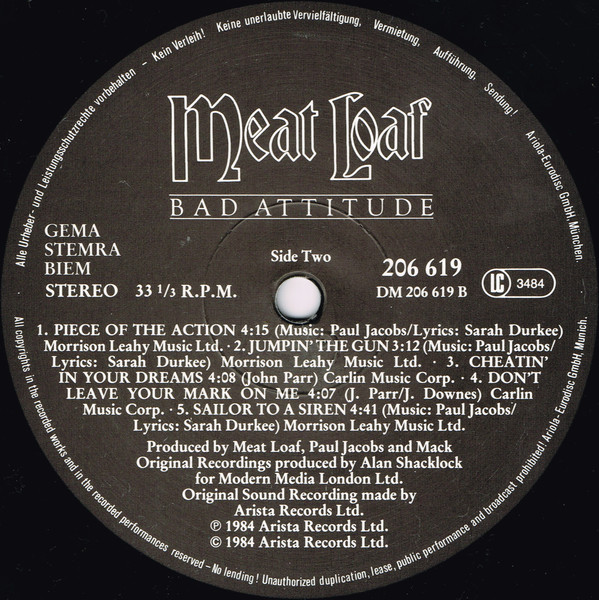 Alle Urheber- und Leistungsschutzrechte vorbehalten - Kein Verleih! Keine unerlaubte Vervielfältigung, Vermietung, Aufführung, Sendung! Ariola-Eurodisc GmbH, München.
Meat Loaf
BAD ATTITUDE
GEMA
STEMRA
BIEM
STEREO 33 1/3 R.P.M.
Side Two
206 619
DM 206 619 B
LC 3484
1. PIECE OF THE ACTION 4:15 (Music: Paul Jacobs/Lyrics: Sarah Durkee)
Morrison Leahy Music Ltd. · 2. JUMPIN' THE GUN 3:12 (Music: Paul Jacobs/
Lyrics: Sarah Durkee) Morrison Leahy Music Ltd. · 3. CHEATIN'
IN YOUR DREAMS 4:08 (John Parr) Carlin Music Corp. · 4. DON'T
LEAVE YOUR MARK ON ME 4:07 (J. Parr/J. Downes) Carlin
Music Corp. · 5. SAILOR TO A SIREN 4:41 (Music: Paul Jacobs/
Lyrics: Sarah Durkee) Morrison Leahy Music Ltd.
Produced by Meat Loaf, Paul Jacobs and Mack
Original Recordings produced by Alan Shacklock
for Modern Media London Ltd.
Original Sound Recording made by
Arista Records Ltd.
℗ 1984 Arista Records Ltd.
© 1984 Arista Records Ltd.
All copyrights in the recorded works and in the recorded performances reserved - No lending! Unauthorized duplication, lease, public performance and broadcast prohibited! Ariola-Eurodisc GmbH, Munich.